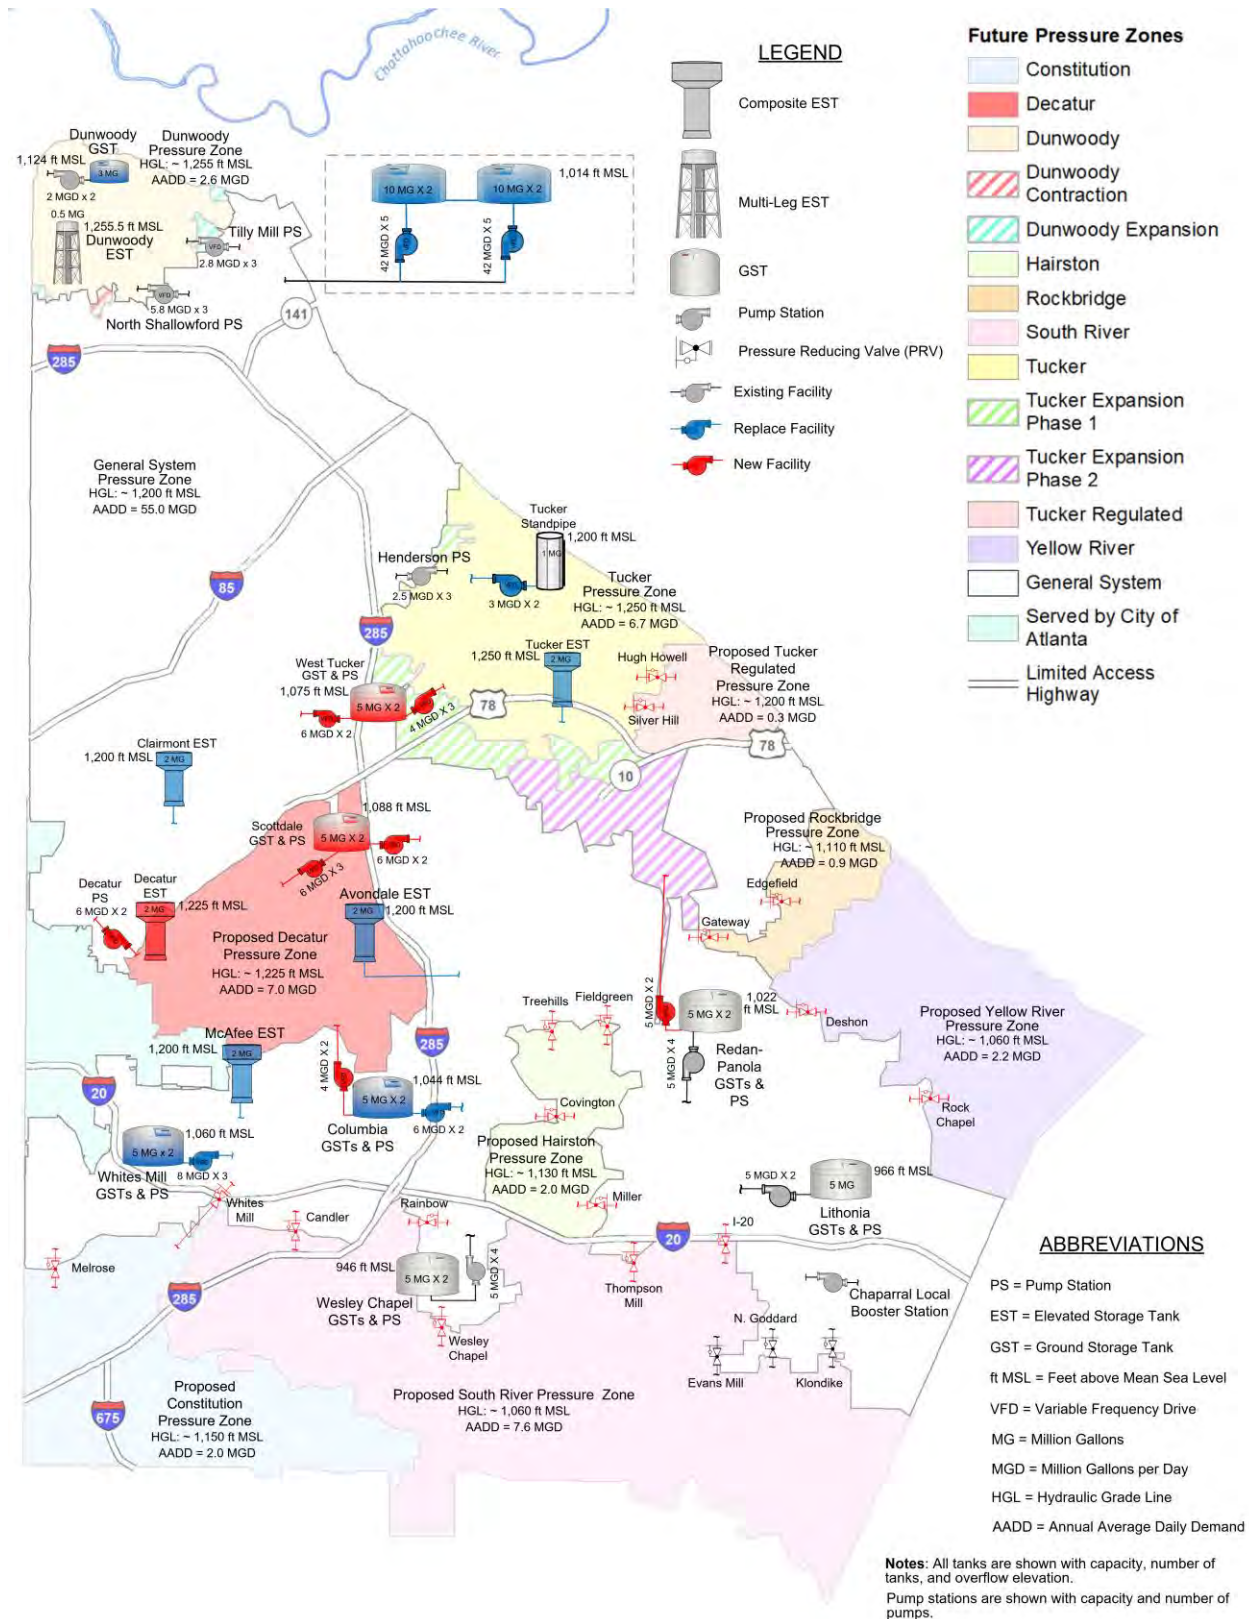 Chattahoochee River
LEGEND
Composite EST
Multi-Leg EST
GST
Pump Station
Pressure Reducing Valve (PRV)
Existing Facility
Replace Facility
New Facility
Future Pressure Zones
Constitution
Decatur
Dunwoody
Dunwoody
Contraction
Dunwoody Expansion
Hairston
Rockbridge
South River
Tucker
Tucker Expansion
Phase 1
Tucker Expansion
Phase 2
Tucker Regulated
Yellow River
General System
Served by City of
Atlanta
Limited Access
Highway
Dunwoody
GST
1,124 ft MSL
3 MG
2 MGD x 2
Dunwoody
Pressure Zone
HGL: ~ 1,255 ft MSL
AADD = 2.6 MGD
0.5 MG
1,255.5 ft MSL
Dunwoody
EST
Tilly Mill PS
VFD
2.8 MGD x 3
VFD
5.8 MGD x 3
North Shallowford PS
10 MG X 2
10 MG X 2
1,014 ft MSL
42 MGD X 5
42 MGD X 5
141
285
General System
Pressure Zone
HGL: ~ 1,200 ft MSL
AADD = 55.0 MGD
85
285
Henderson PS
2.5 MGD X 3
Tucker
Standpipe
1,200 ft MSL
1 MG
3 MGD X 2
Tucker
Pressure Zone
HGL: ~ 1,250 ft MSL
AADD = 6.7 MGD
Tucker EST
1,250 ft MSL
2 MG
Hugh Howell
Silver Hill
Proposed Tucker
Regulated
Pressure Zone
HGL: ~ 1,200 ft MSL
AADD = 0.3 MGD
West Tucker
GST & PS
1,075 ft MSL
5 MG X 2
6 MGD X 2
4 MGD X 3
78
78
10
Clairmont EST
1,200 ft MSL
2 MG
1,088 ft MSL
Scottdale
GST & PS
5 MG X 2
6 MGD X 2
6 MGD X 3
Decatur
PS
6 MGD X 2
Decatur
EST
2 MG
1,225 ft MSL
Avondale EST
2 MG
1,200 ft MSL
Proposed Decatur
Pressure Zone
HGL: ~ 1,225 ft MSL
AADD = 7.0 MGD
Proposed Rockbridge
Pressure Zone
HGL: ~ 1,110 ft MSL
AADD = 0.9 MGD
Edgefield
Gateway
5 MGD X 2
5 MG X 2
1,022
ft MSL
5 MGD X 4
Redan-
Panola
GSTs &
PS
Deshon
Proposed Yellow River
Pressure Zone
HGL: ~ 1,060 ft MSL
AADD = 2.2 MGD
Rock
Chapel
Treehills
Fieldgreen
Covington
Proposed Hairston
Pressure Zone
HGL: ~ 1,130 ft MSL
AADD = 2.0 MGD
Miller
McAfee EST
1,200 ft MSL
2 MG
285
4 MGD X 2
1,044 ft MSL
5 MG X 2
6 MGD X 2
Columbia
GSTs & PS
20
1,060 ft MSL
5 MG x 2
8 MGD X 3
Whites Mill
GSTs & PS
Whites
Mill
Candler
Rainbow
Melrose
285
946 ft MSL
5 MG X 2
5 MGD X 4
Wesley Chapel
GSTs & PS
Wesley
Chapel
20
Thompson
Mill
I-20
5 MGD X 2
5 MG
966 ft MSL
Lithonia
GSTs & PS
Chaparral Local
Booster Station
N. Goddard
Evans Mill
Klondike
675
Proposed
Constitution
Pressure Zone
HGL: ~ 1,150 ft MSL
AADD = 2.0 MGD
Proposed South River Pressure Zone
HGL: ~ 1,060 ft MSL
AADD = 7.6 MGD
ABBREVIATIONS
PS = Pump Station
EST = Elevated Storage Tank
GST = Ground Storage Tank
ft MSL = Feet above Mean Sea Level
VFD = Variable Frequency Drive
MG = Million Gallons
MGD = Million Gallons per Day
HGL = Hydraulic Grade Line
AADD = Annual Average Daily Demand
Notes: All tanks are shown with capacity, number of
tanks, and overflow elevation.
Pump stations are shown with capacity and number of
pumps.